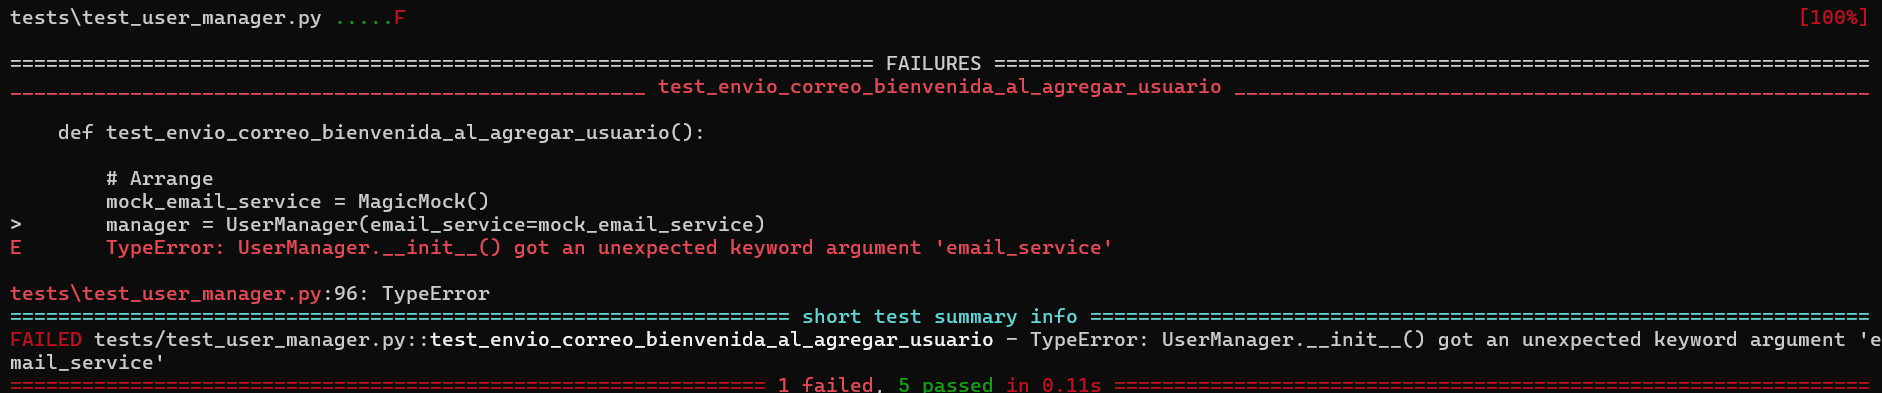 tests\test_user_manager.py .....F [100%]
======================================================================== FAILURES =========================================================================
_____________________________________________________ test_envio_correo_bienvenida_al_agregar_usuario _____________________________________________________
    def test_envio_correo_bienvenida_al_agregar_usuario():
        # Arrange
        mock_email_service = MagicMock()
>       manager = UserManager(email_service=mock_email_service)
E       TypeError: UserManager.__init__() got an unexpected keyword argument 'email_service'
tests\test_user_manager.py:96: TypeError
================================================================= short test summary info =================================================================
FAILED tests/test_user_manager.py::test_envio_correo_bienvenida_al_agregar_usuario - TypeError: UserManager.__init__() got an unexpected keyword argument 'e
mail_service'
=============================================================== 1 failed, 5 passed in 0.11s ===============================================================